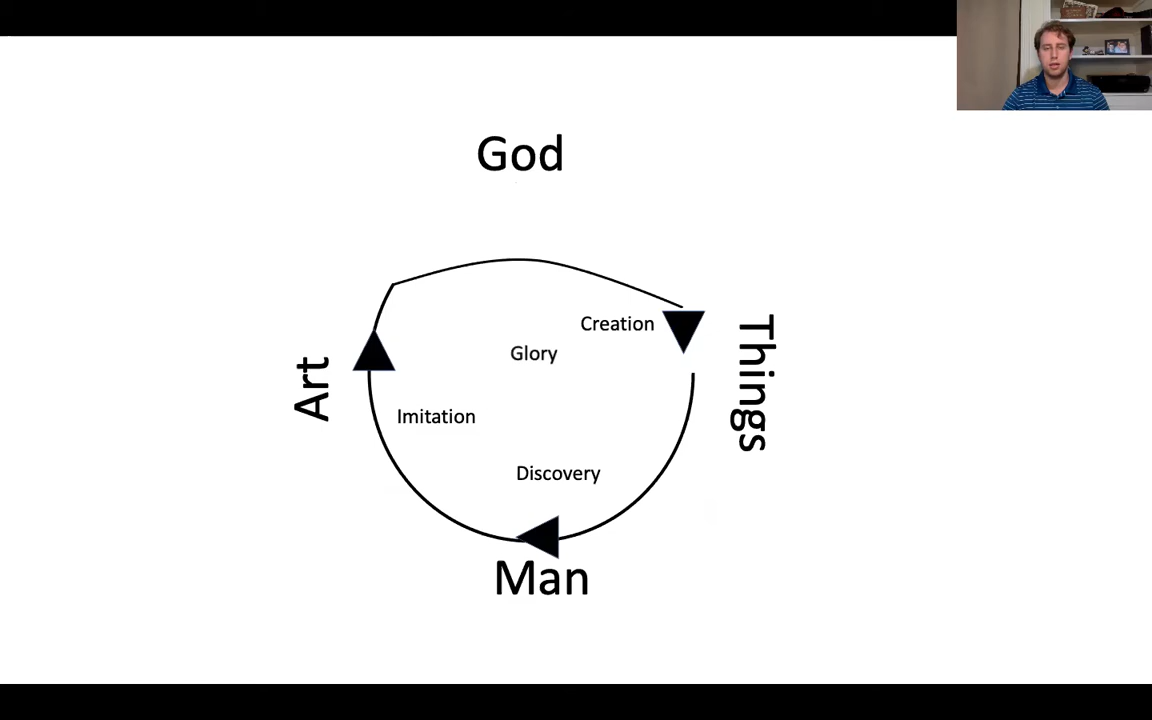 God
Creation
Things
Glory
Art
Imitation
Discovery
Man